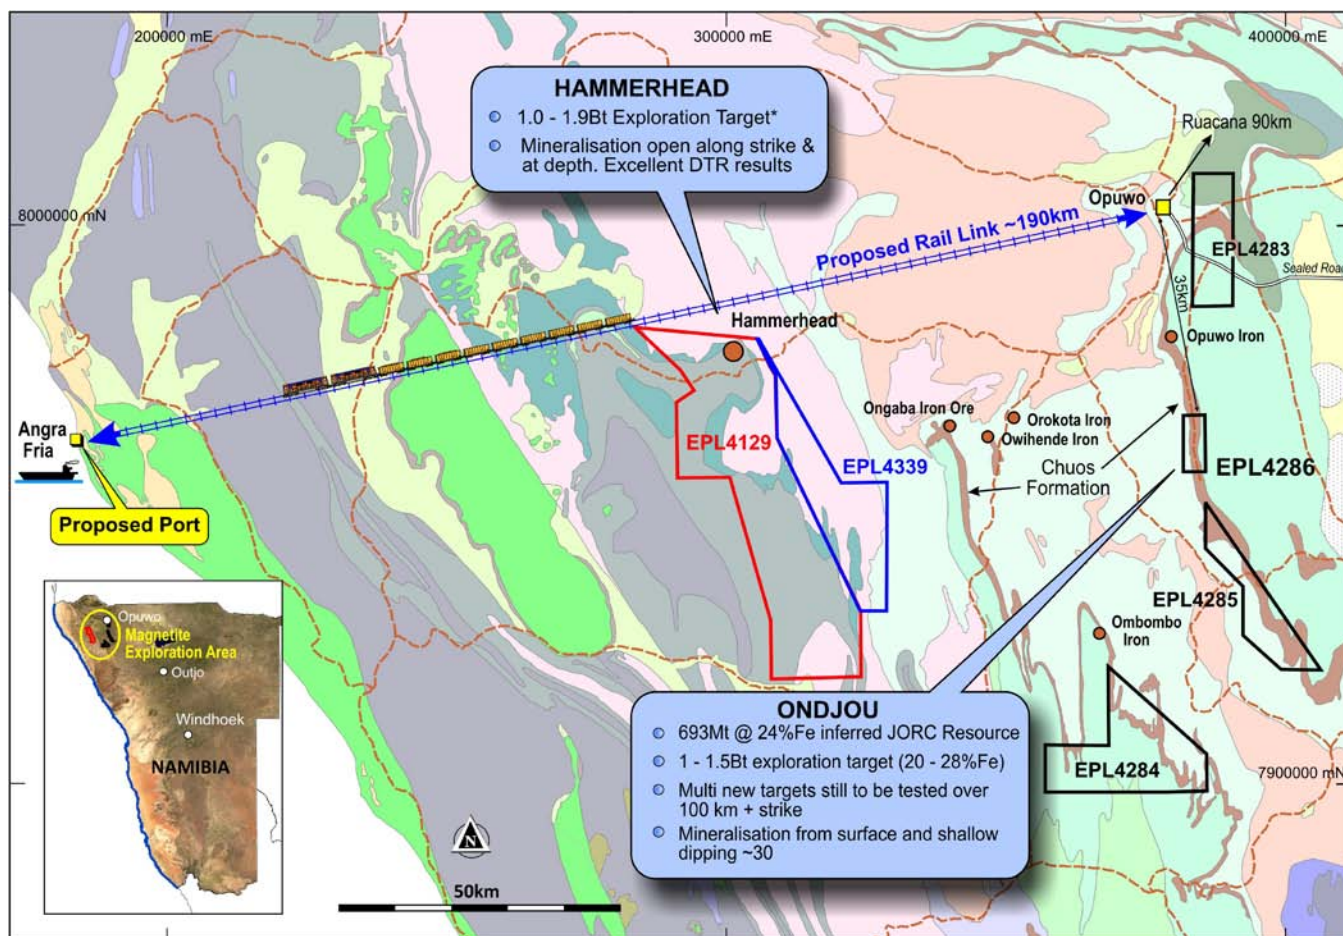 200000 mE
300000 mE
400000 mE
HAMMERHEAD
1.0 - 1.9Bt Exploration Target*
Mineralisation open along strike &
at depth. Excellent DTR results
Ruacana 90km
Opuwo
8000000 mN
Proposed Rail Link ~190km
EPL4283
Sealed Road
35km
Hammerhead
Opuwo Iron
Ongaba Iron Ore
Orokota Iron
Owihende Iron
Angra
Fria
EPL4129
EPL4339
Chuos
Formation
EPL4286
Proposed Port
EPL4285
Ombombo
Iron
Opuwo
Magnetite
Exploration Area
Outjo
Windhoek
NAMIBIA
ONDJOU
693Mt @ 24%Fe inferred JORC Resource
1 - 1.5Bt exploration target (20 - 28%Fe)
Multi new targets still to be tested over
100 km + strike
Mineralisation from surface and shallow
dipping ~30
EPL4284
7900000 mN
N
50km